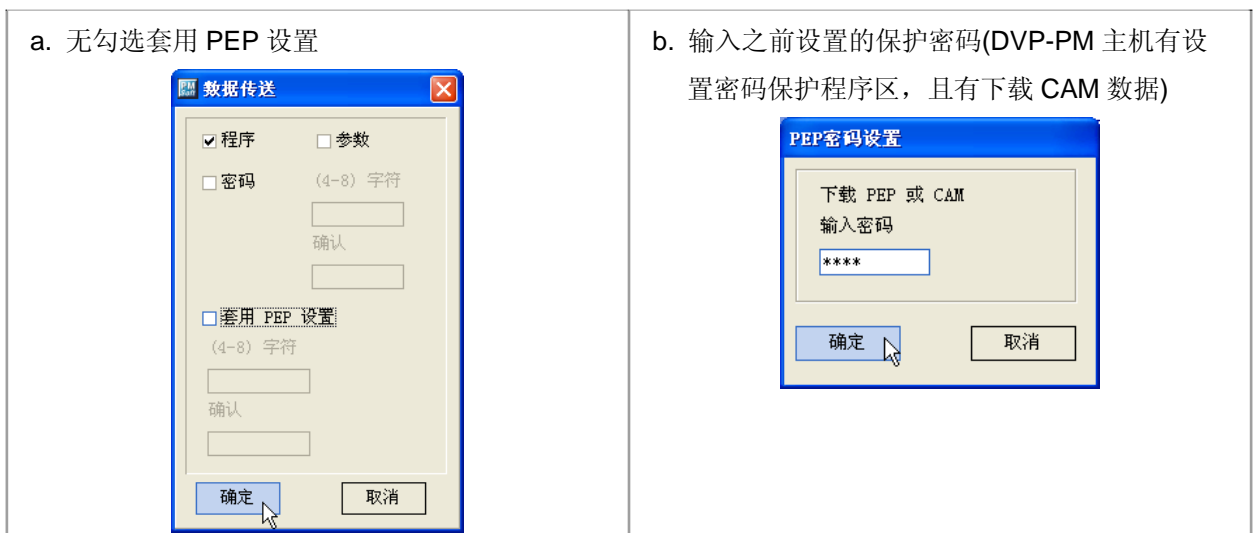 a. 无勾选套用 PEP 设置
数据传送
程序 参数
密码 (4-8) 字符
确认
套用 PEP 设置
(4-8) 字符
确认
确定 取消
b. 输入之前设置的保护密码(DVP-PM 主机有设
置密码保护程序区，且有下载 CAM 数据)
PEP密码设置
下载 PEP 或 CAM
输入密码
****
确定 取消